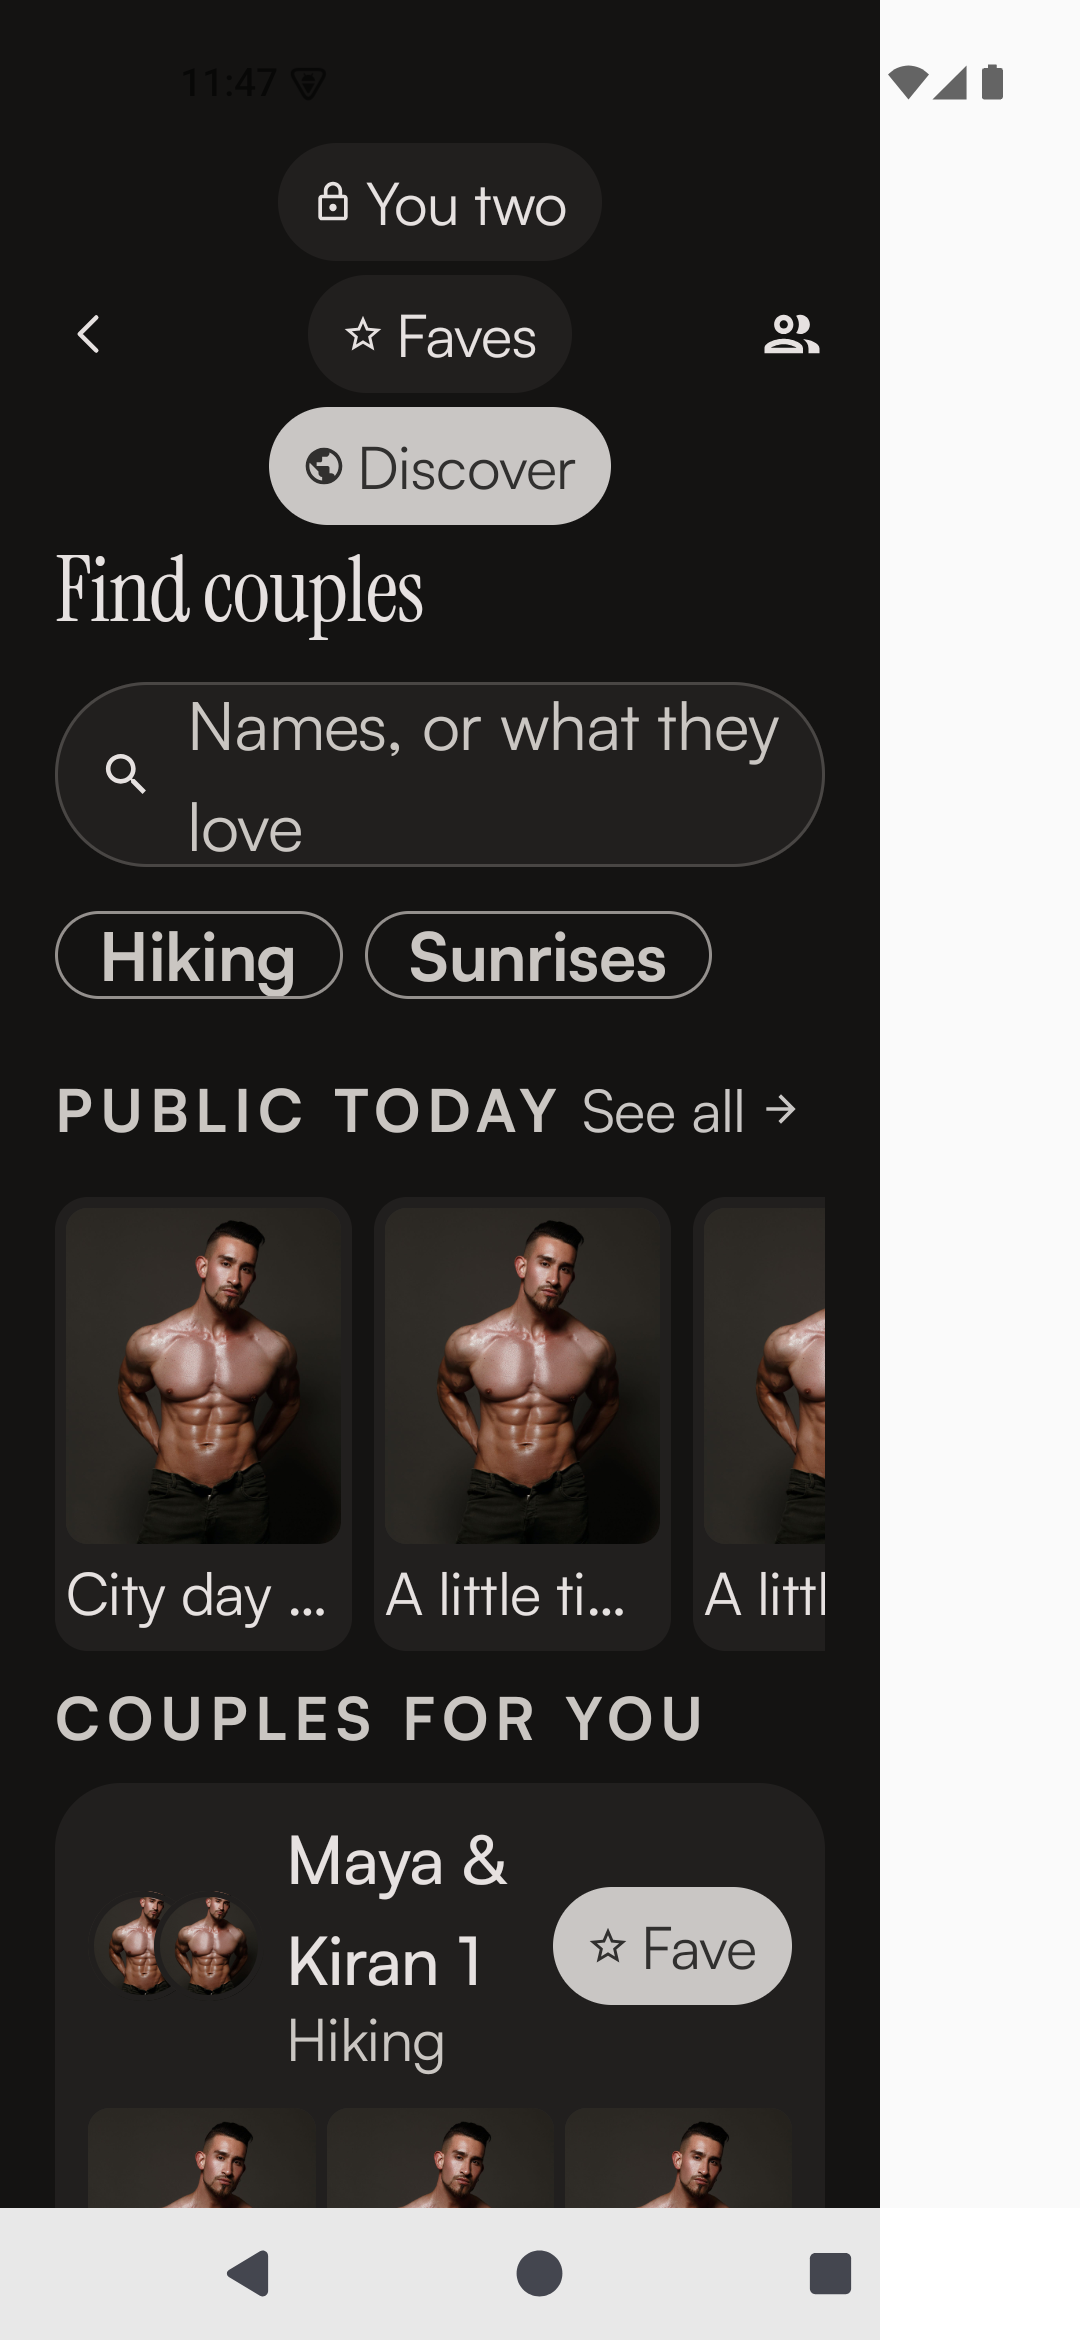 11:47
You two
Faves
Discover
Find couples
Names, or what they
love
Hiking Sunrises
PUBLIC TODAY See all →
City day ... A little ti... A littl
COUPLES FOR YOU
Maya &
Kiran 1
Fave
Hiking